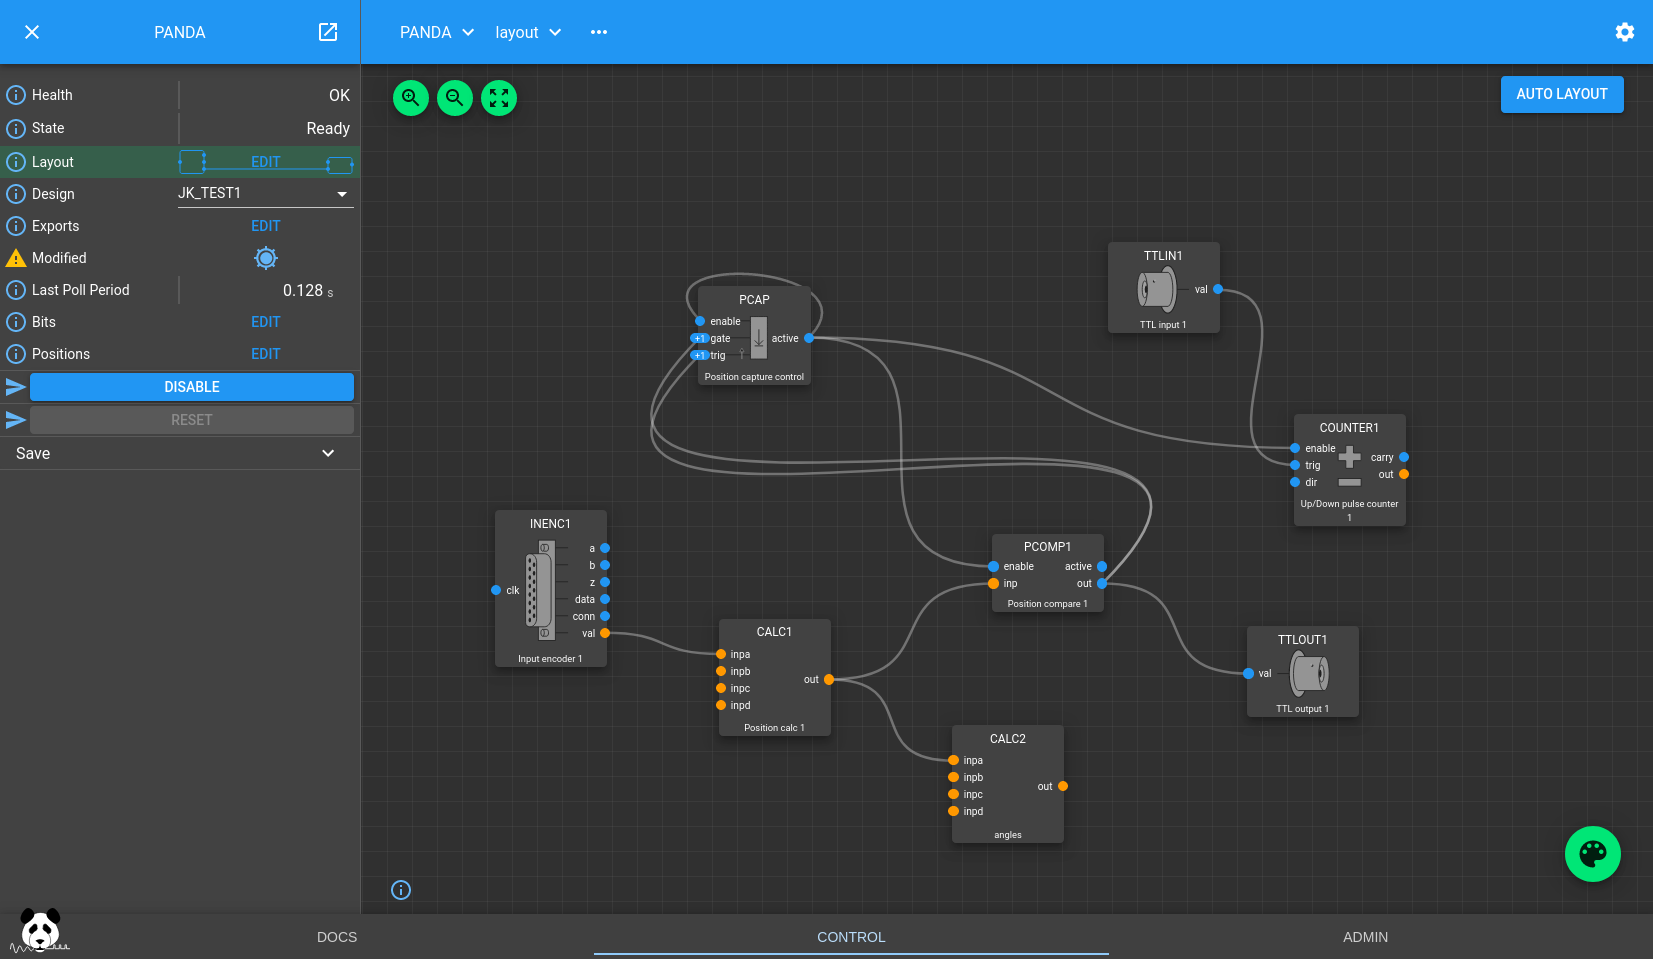 PANDA
PANDA layout
AUTO LAYOUT
Health OK
State Ready
Layout EDIT
Design JK_TEST1
Exports EDIT
Modified
Last Poll Period 0.128 s
Bits EDIT
Positions EDIT
DISABLE
RESET
Save
TTLIN1
val
TTL input 1
PCAP
enable
+1 gate active
+1 trig
Position capture control
COUNTER1
enable
carry
trig
out
dir
Up/Down pulse counter
1
INENC1
a
b
z
clk
data
conn
val
Input encoder 1
PCOMP1
enable active
inp out
Position compare 1
CALC1
inpa
inpb
out
inpc
inpd
Position calc 1
TTLOUT1
val
TTL output 1
CALC2
inpa
inpb
out
inpc
inpd
angles
DOCS CONTROL ADMIN